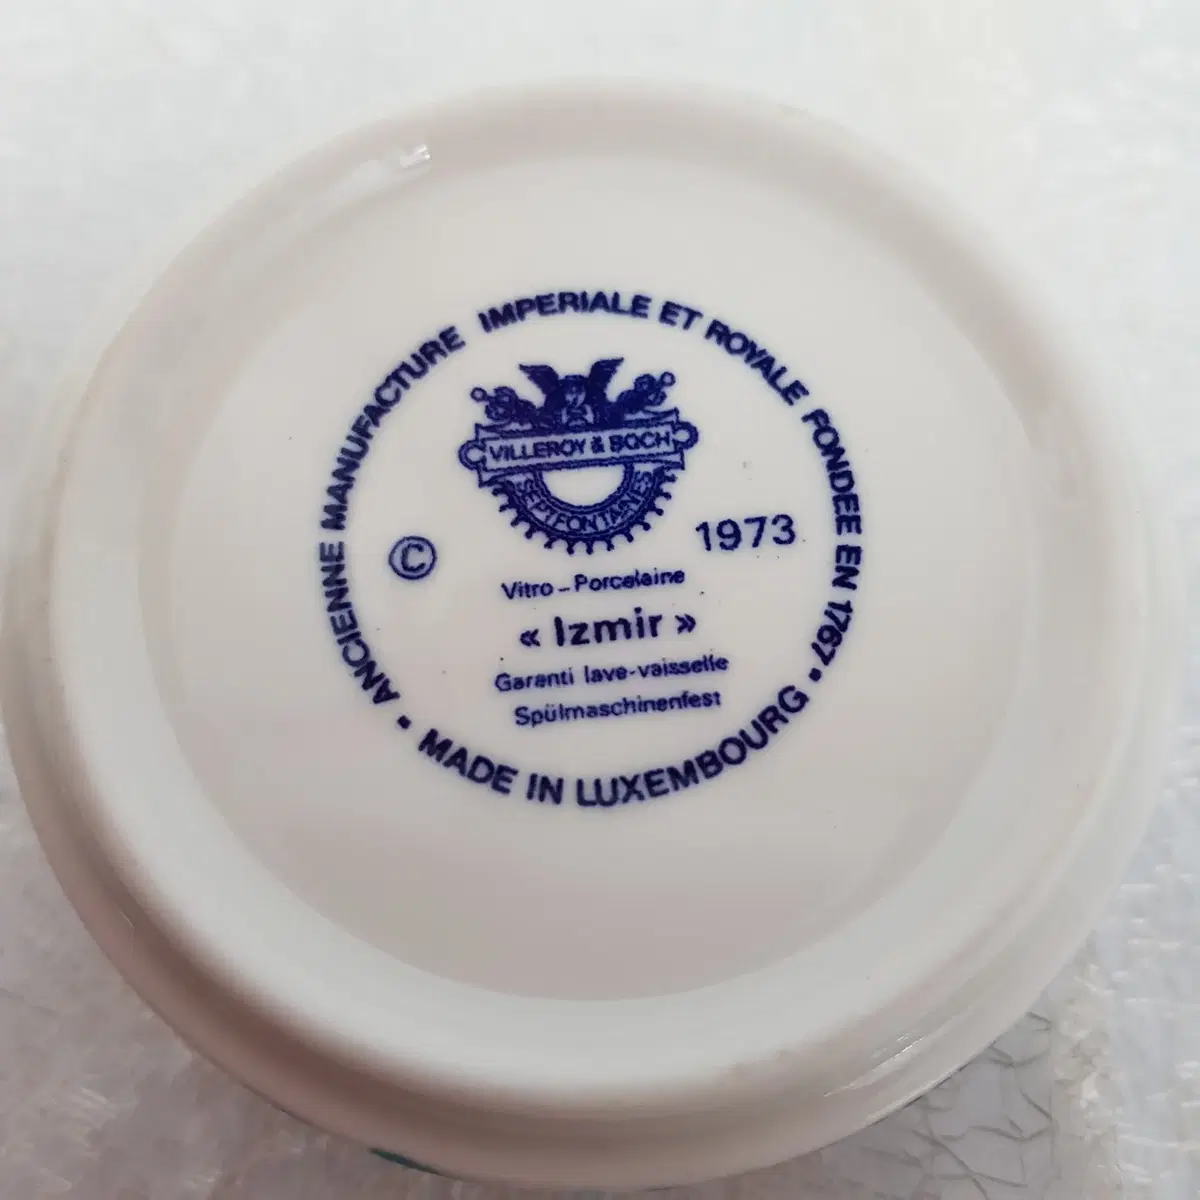 ANCIENNE MANUFACTURE IMPERIALE ET ROYALE FONDEE EN 1767
VILLEROY & BOCH
SEPTFONTAINES
© 1973
Vitro-Porcelaine
« Izmir »
Garanti lave-vaisselle
Spülmaschinenfest
• MADE IN LUXEMBOURG •